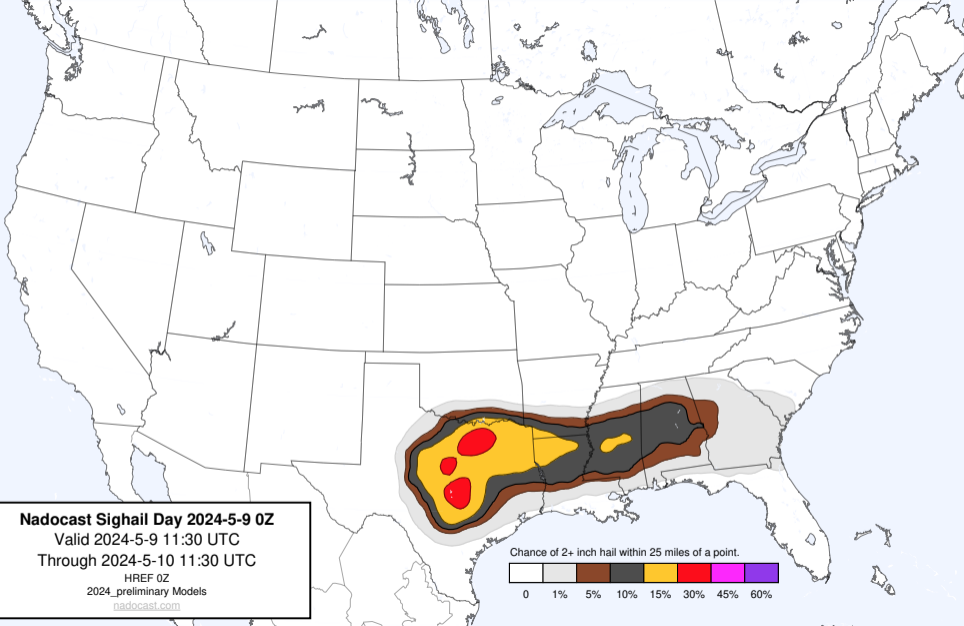 Nadocast Sighail Day 2024-5-9 0Z
Valid 2024-5-9 11:30 UTC
Through 2024-5-10 11:30 UTC
HREF 0Z
2024_preliminary Models
nadocast.com
Chance of 2+ inch hail within 25 miles of a point.
0 1% 5% 10% 15% 30% 45% 60%